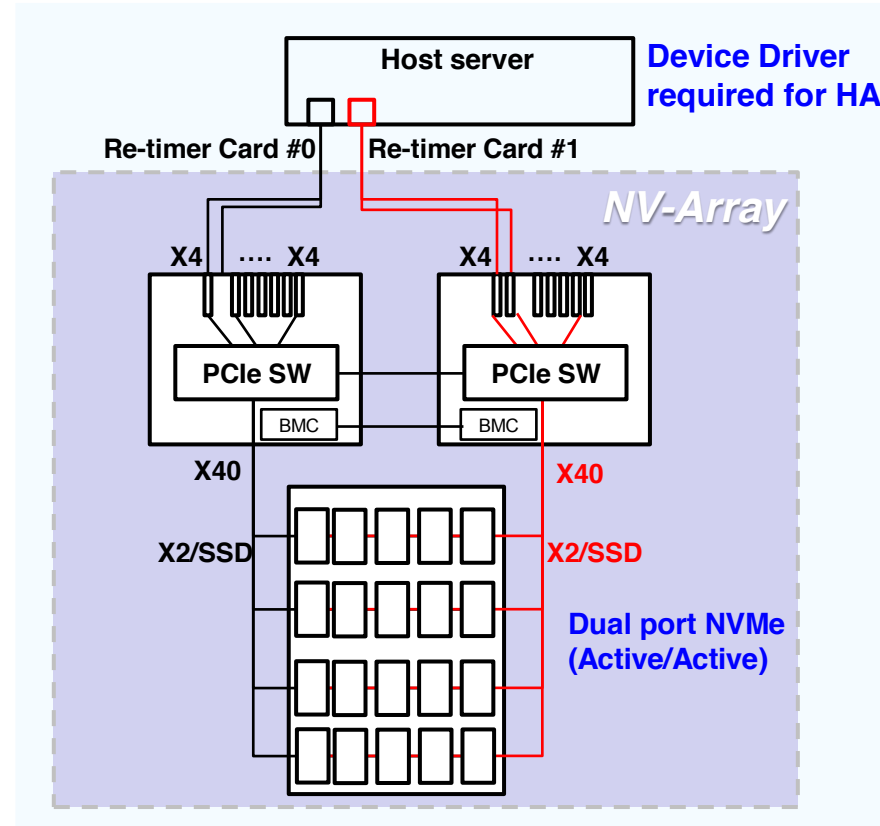 Host server
Device Driver
required for HA
Re-timer Card #0
Re-timer Card #1
NV-Array
X4 .... X4
X4 .... X4
PCIe SW
PCIe SW
BMC
BMC
X40
X40
X2/SSD
X2/SSD
Dual port NVMe
(Active/Active)